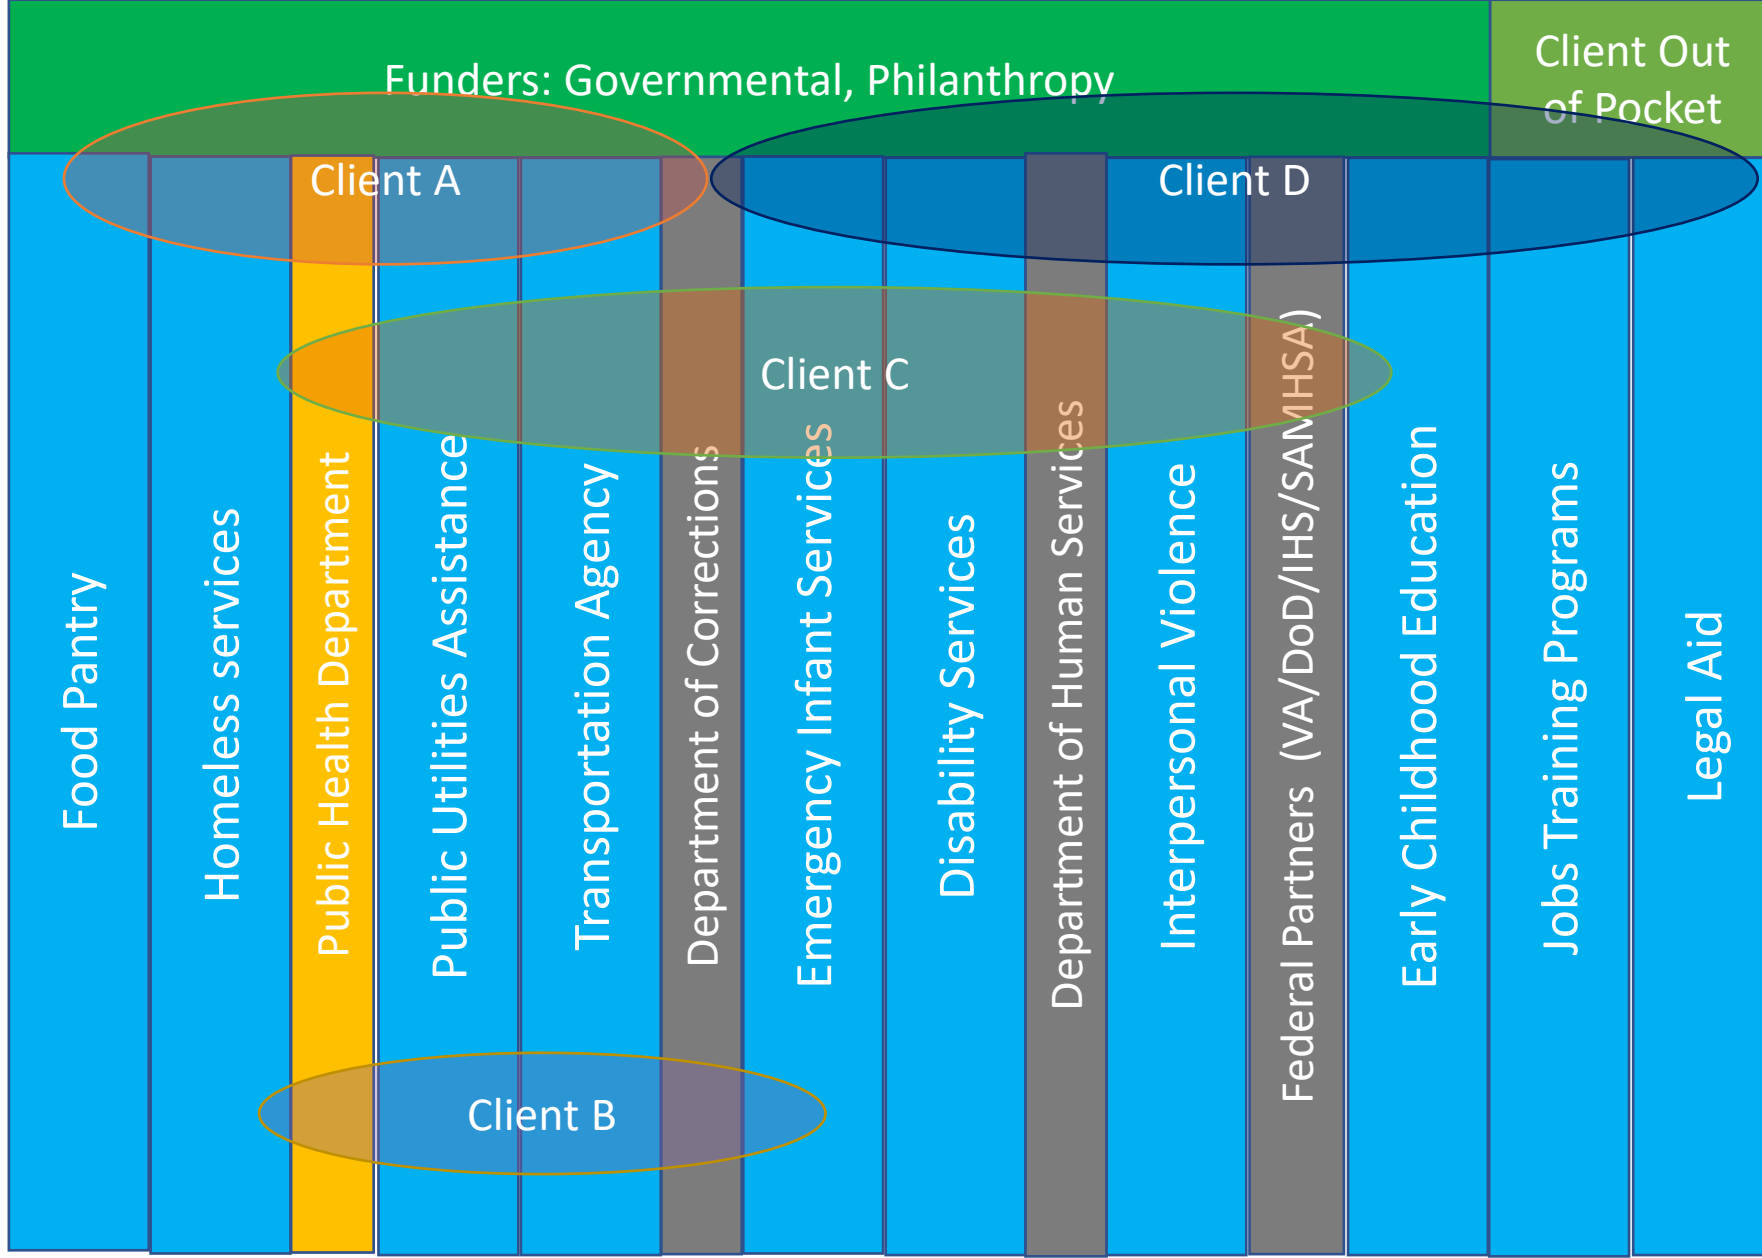 Funders: Governmental, Philanthropy
Client Out
of Pocket
Client A
Client D
Client C
Food Pantry
Homeless services
Public Health Department
Public Utilities Assistance
Transportation Agency
Department of Corrections
Emergency Infant Services
Disability Services
Department of Human Services
Interpersonal Violence
Federal Partners  (VA/DoD/IHS/SAMHSA)
Early Childhood Education
Jobs Training Programs
Legal Aid
Client B